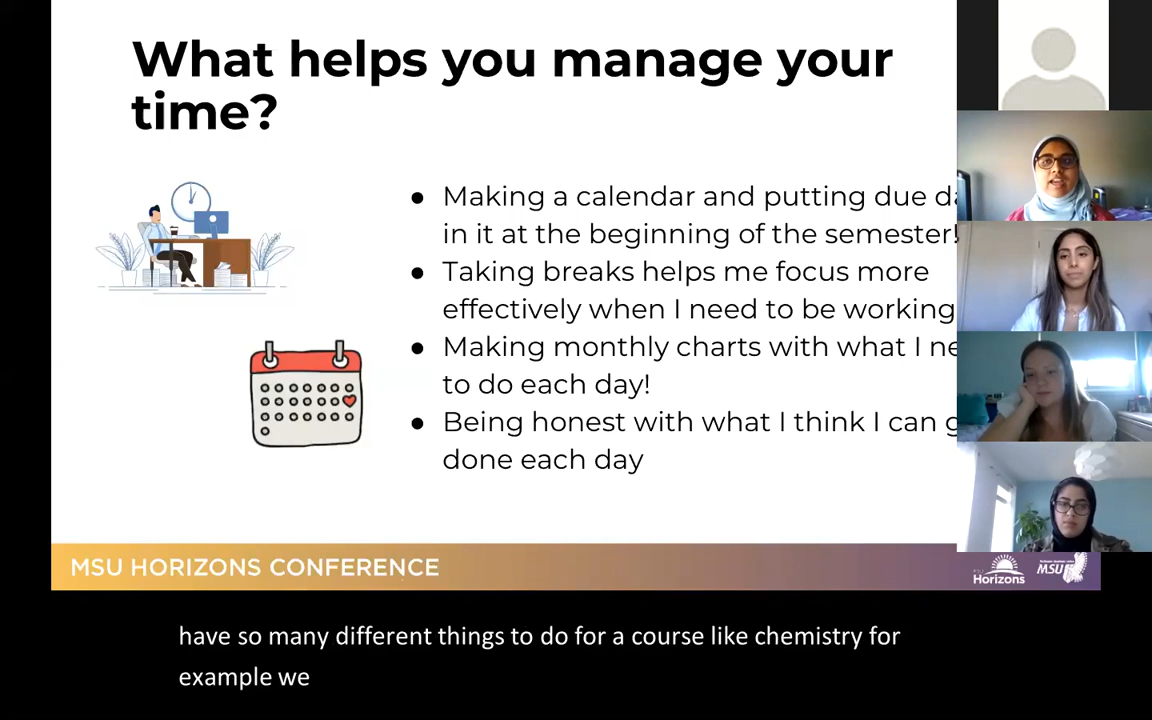 What helps you manage your
time?
● Making a calendar and putting due
in it at the beginning of the semester!
● Taking breaks helps me focus more
effectively when I need to be working
● Making monthly charts with what I
to do each day!
● Being honest with what I think I can
done each day
MSU HORIZONS CONFERENCE
Horizons
MSU
have so many different things to do for a course like chemistry for
example we